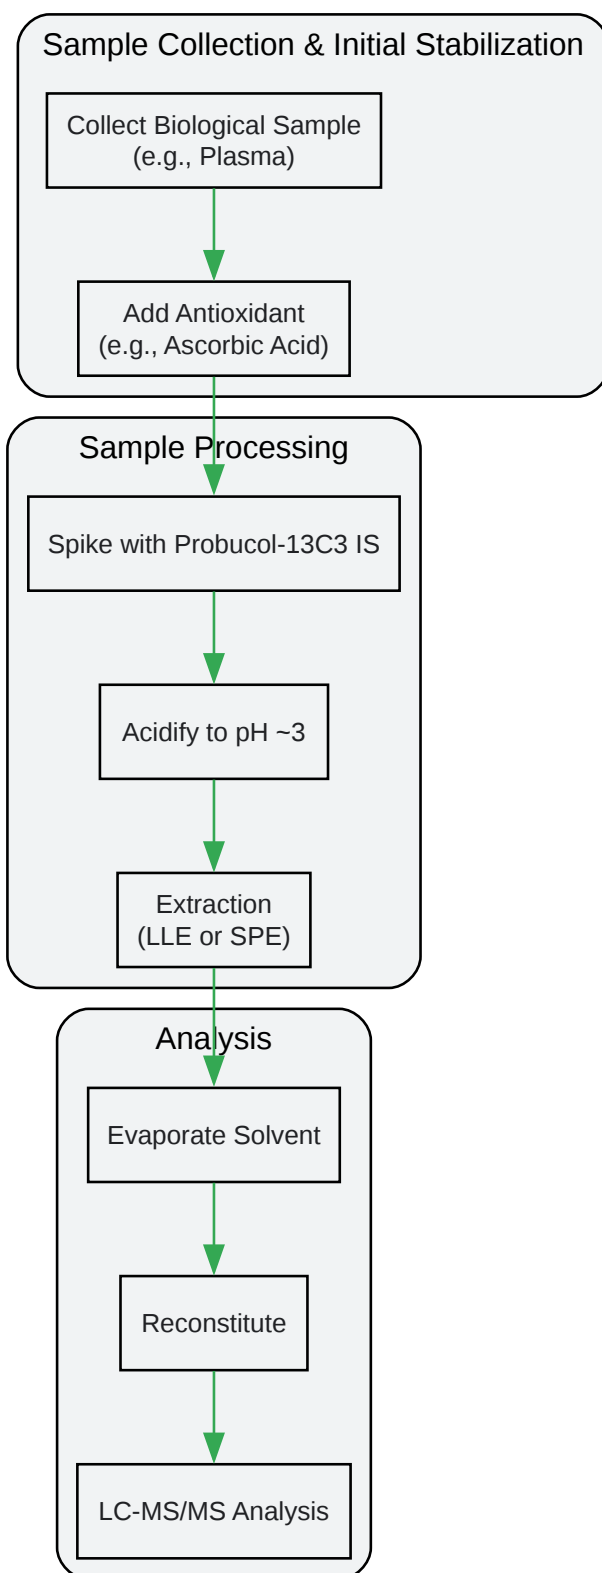 Sample Collection & Initial Stabilization
Collect Biological Sample
(e.g., Plasma)
Add Antioxidant
(e.g., Ascorbic Acid)
Sample Processing
Spike with Probucol-13C3 IS
Acidify to pH ~3
Extraction
(LLE or SPE)
Analysis
Evaporate Solvent
Reconstitute
LC-MS/MS Analysis